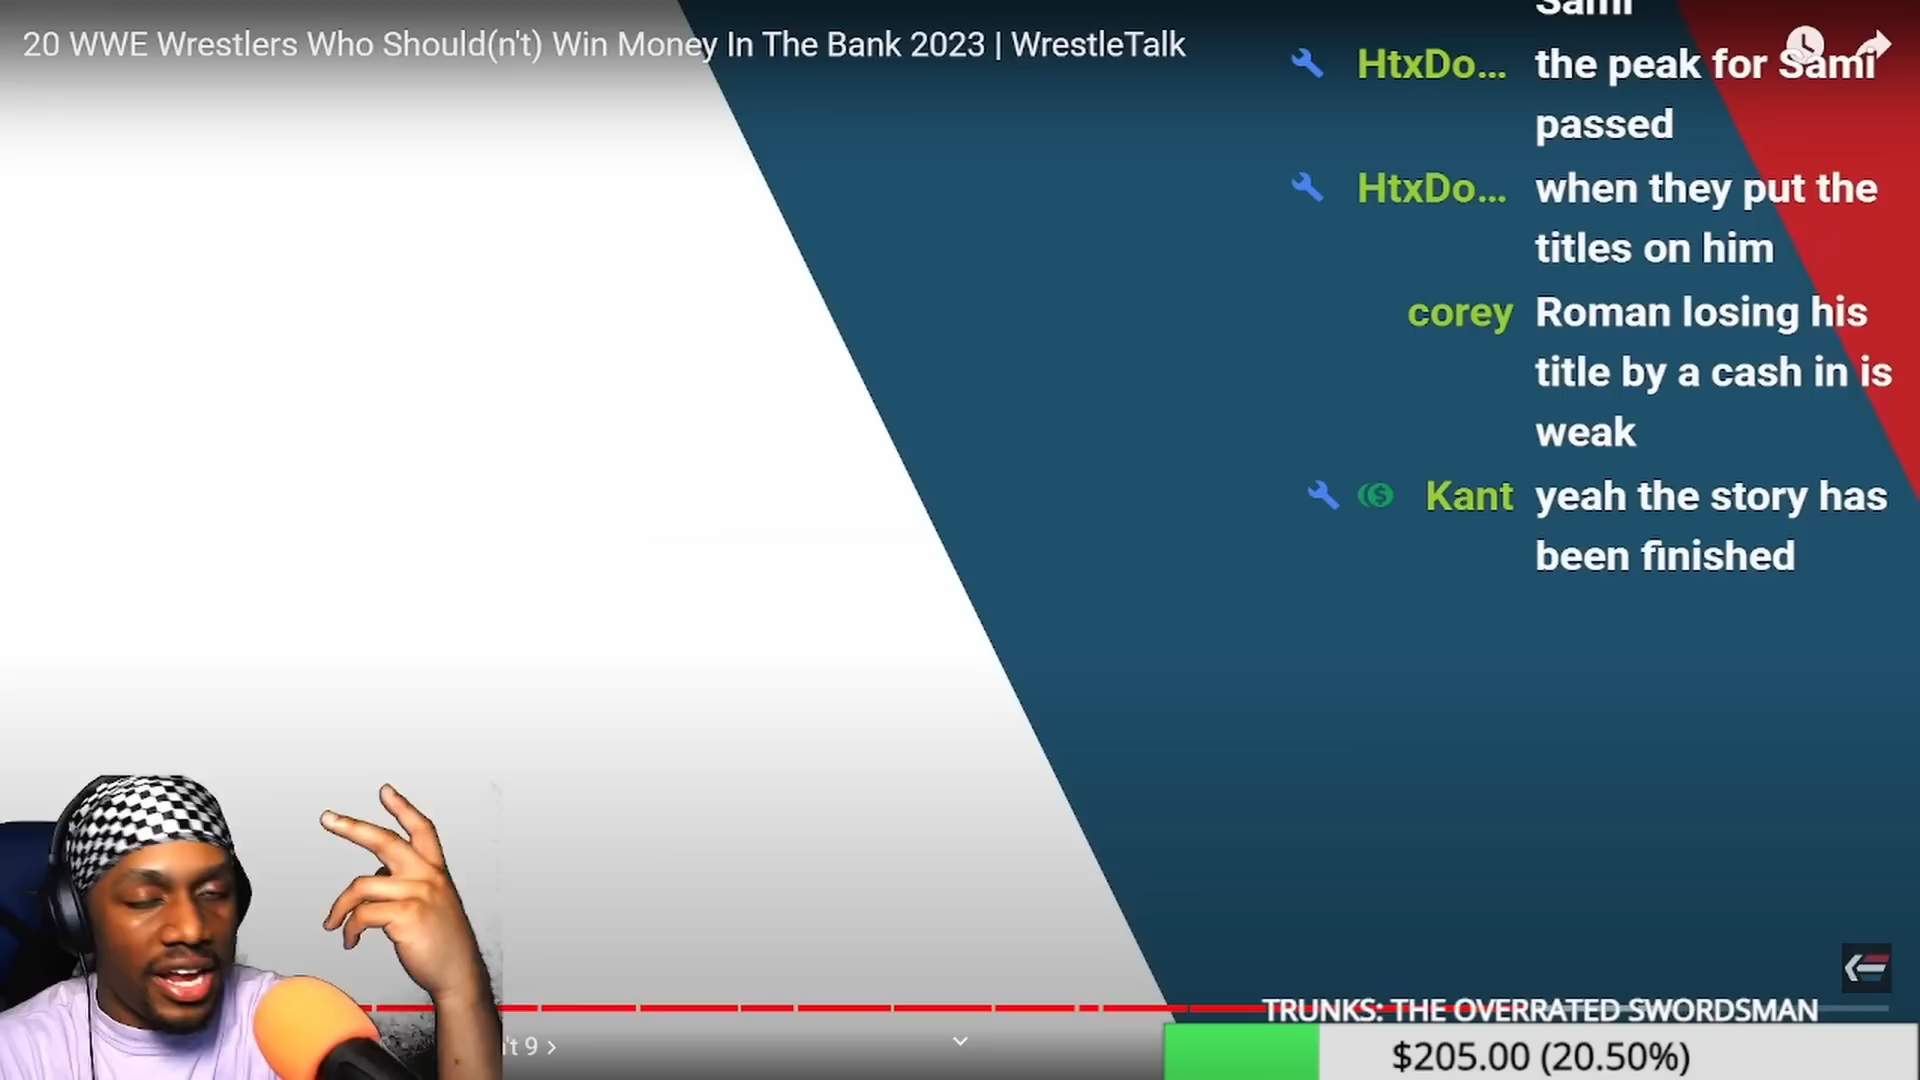 20 WWE Wrestlers Who Should(n't) Win Money In The Bank 2023 | WrestleTalk
Sami
HtxDo... the peak for Sami
passed
HtxDo... when they put the
titles on him
corey Roman losing his
title by a cash in is
weak
Kant yeah the story has
been finished
TRUNKS: THE OVERRATED SWORDSMAN
$205.00 (20.50%)
't 9 >